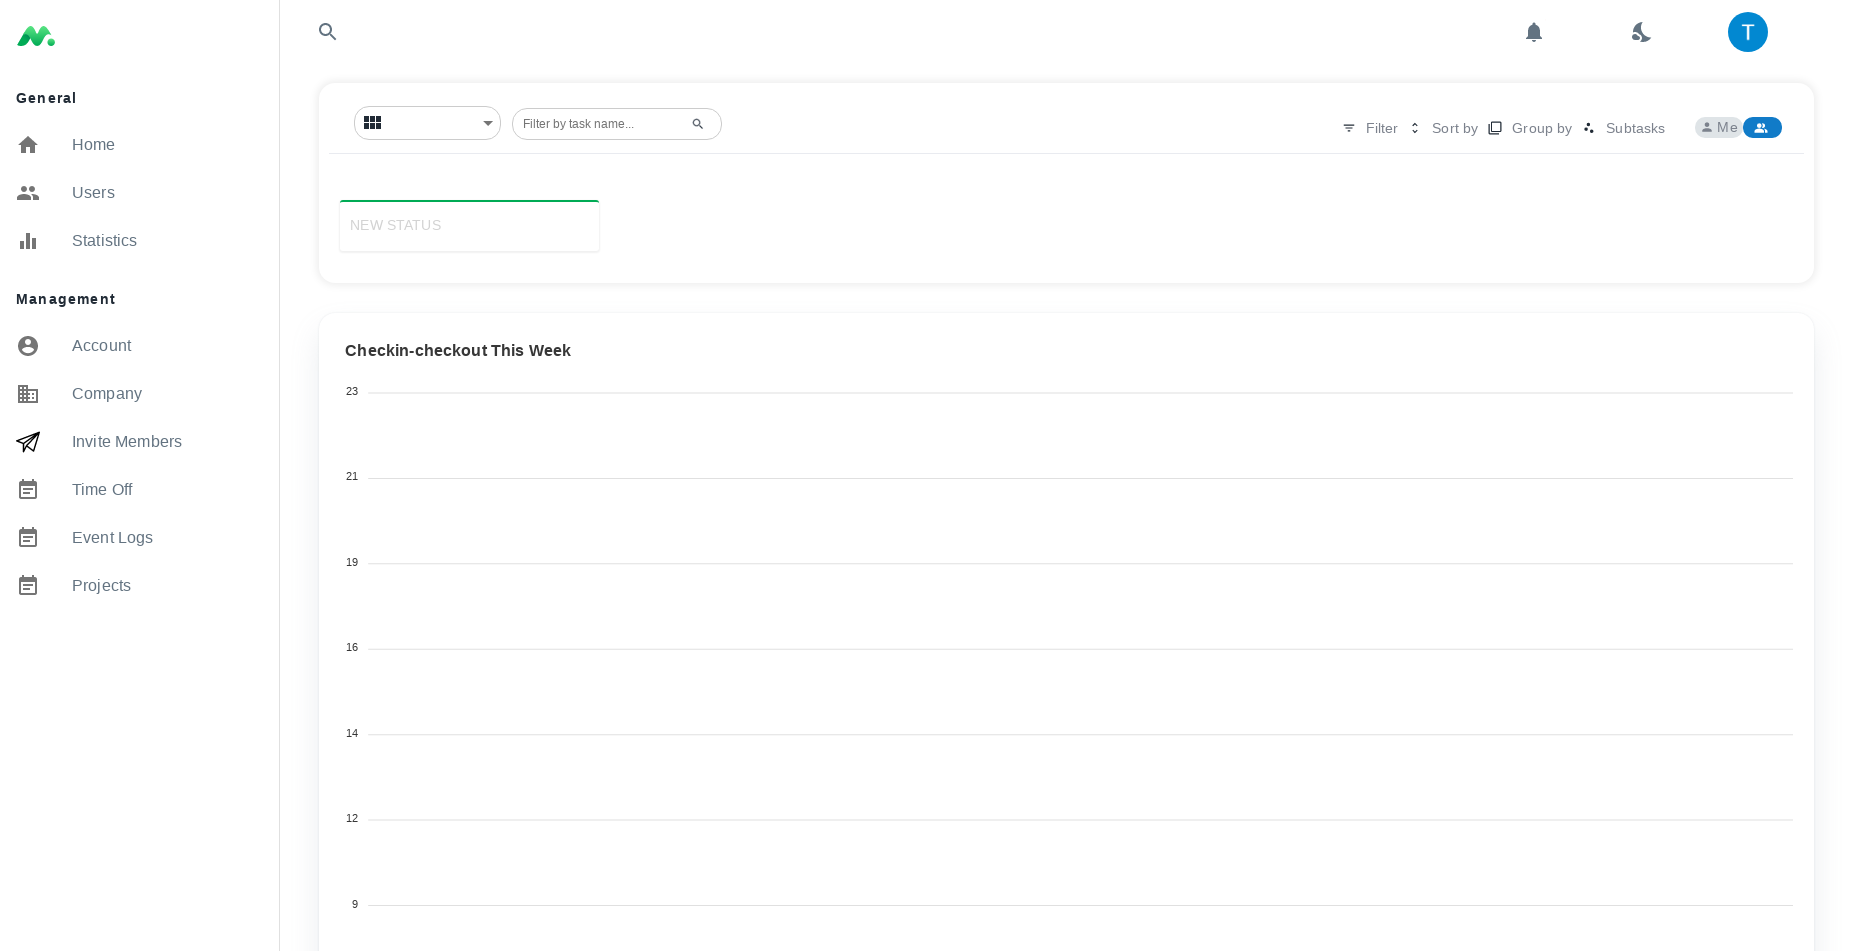 General
Home
Users
Statistics
Management
Account
Company
Invite Members
Time Off
Event Logs
Projects
T
Filter by task name...
Filter
Sort by
Group by
Subtasks
Me
NEW STATUS
Checkin-checkout This Week
23
21
19
16
14
12
9